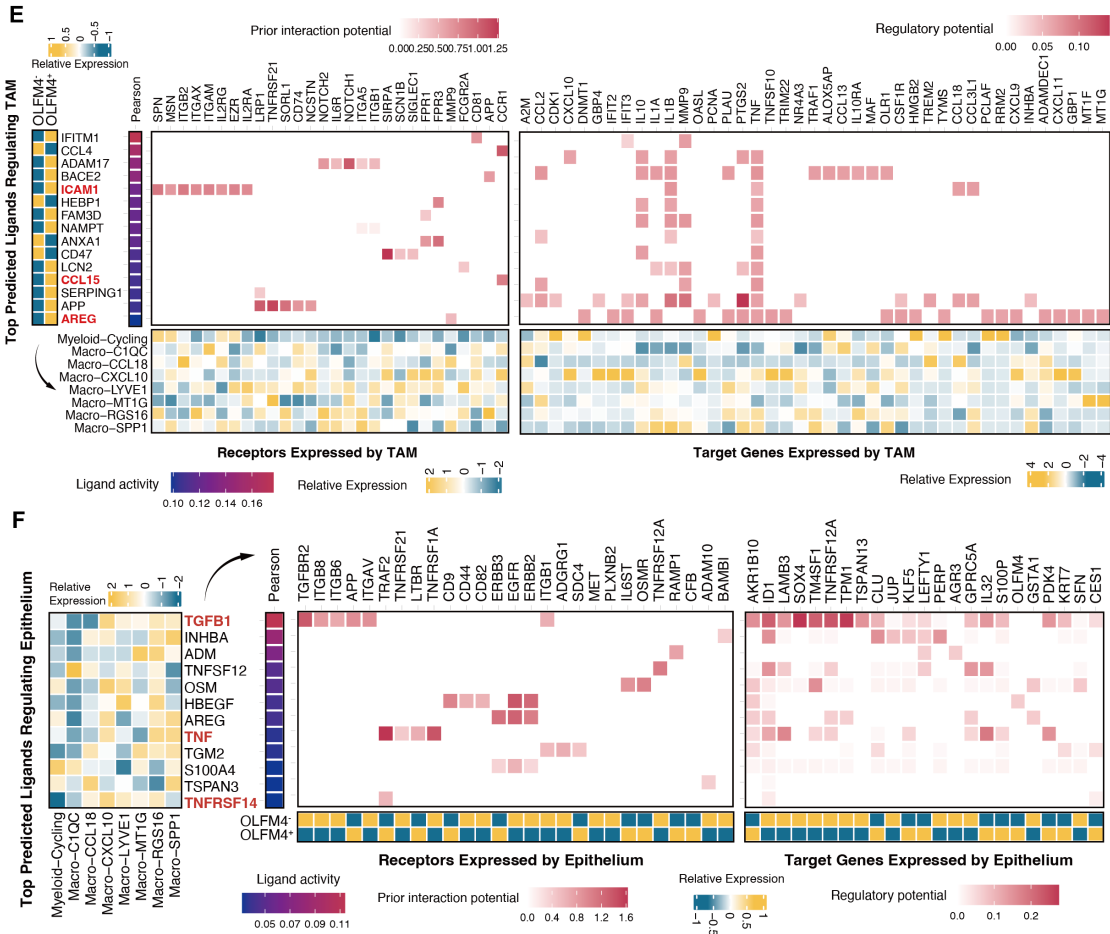 E
Prior interaction potential
0.000.250.500.751.001.25
Regulatory potential
0.00 0.05 0.10
1 0.5 0 -0.5 -1
Relative Expression
OLFM4-
OLFM4+
Pearson
SPN MSN ITGB2 ITGAX ITGAM IL2RG EZR IL2RA LRP1 TNFRSF21 SORL1 CD74 NCSTN NOTCH2 IL6R NOTCH1 ITGA5 ITGB1 SIRPA SCN1B SIGLEC1 FPR1 FPR3 MMP9 FCGR2A CD81 APP CCR1
A2M CCL2 CDK1 CXCL10 DNMT1 GBP4 IFIT2 IFIT3 IL10 IL1A IL1B MMP9 OASL PCNA PLAU PTGS2 TNF TNFSF10 TRIM22 NR4A3 TRAF1 ALOX5AP CCL13 IL10RA MAF OLR1 CSF1R HMGB2 TREM2 TYMS CCL18 CCL3L1 PCLAF RRM2 CXCL9 INHBA ADAMDEC1 CXCL11 GBP1 MT1F MT1G
Top Predicted Ligands Regulating TAM
IFITM1
CCL4
ADAM17
BACE2
ICAM1
HEBP1
FAM3D
NAMPT
ANXA1
CD47
LCN2
CCL15
SERPING1
APP
AREG
Myeloid-Cycling
Macro-C1QC
Macro-CCL18
Macro-CXCL10
Macro-LYVE1
Macro-MT1G
Macro-RGS16
Macro-SPP1
Receptors Expressed by TAM
Target Genes Expressed by TAM
Ligand activity
0.10 0.12 0.14 0.16
Relative Expression
2 1 0 -1 -2
Relative Expression
4 2 0 -2 -4
F
Relative
Expression
2 1 0 -1 -2
Pearson
TGFBR2 ITGB8 ITGB6 APP ITGAV TRAF2 TNFRSF21 LTBR TNFRSF1A CD9 CD44 CD82 ERBB3 EGFR ERBB2 ITGB1 ADGRG1 SDC4 MET PLXNB2 IL6ST OSMR TNFRSF12A RAMP1 CFB ADAM10 BAMBI
AKR1B10 ID1 LAMB3 SOX4 TM4SF1 TNFRSF12A TPM1 TSPAN13 CLU JUP KLF5 LEFTY1 PERP AGR3 GPRC5A IL32 S100P OLFM4 GSTA1 PDK4 KRT7 SFN CES1
Top Predicted Ligands Regulating Epithelium
TGFB1
INHBA
ADM
TNFSF12
OSM
HBEGF
AREG
TNF
TGM2
S100A4
TSPAN3
TNFRSF14
Myeloid-Cycling
Macro-C1QC
Macro-CCL18
Macro-CXCL10
Macro-LYVE1
Macro-MT1G
Macro-RGS16
Macro-SPP1
OLFM4-
OLFM4+
Receptors Expressed by Epithelium
Target Genes Expressed by Epithelium
Ligand activity
0.05 0.07 0.09 0.11
Prior interaction potential
0.0 0.4 0.8 1.2 1.6
Relative Expression
-1 -0.5 0 0.5 1
Regulatory potential
0.0 0.1 0.2